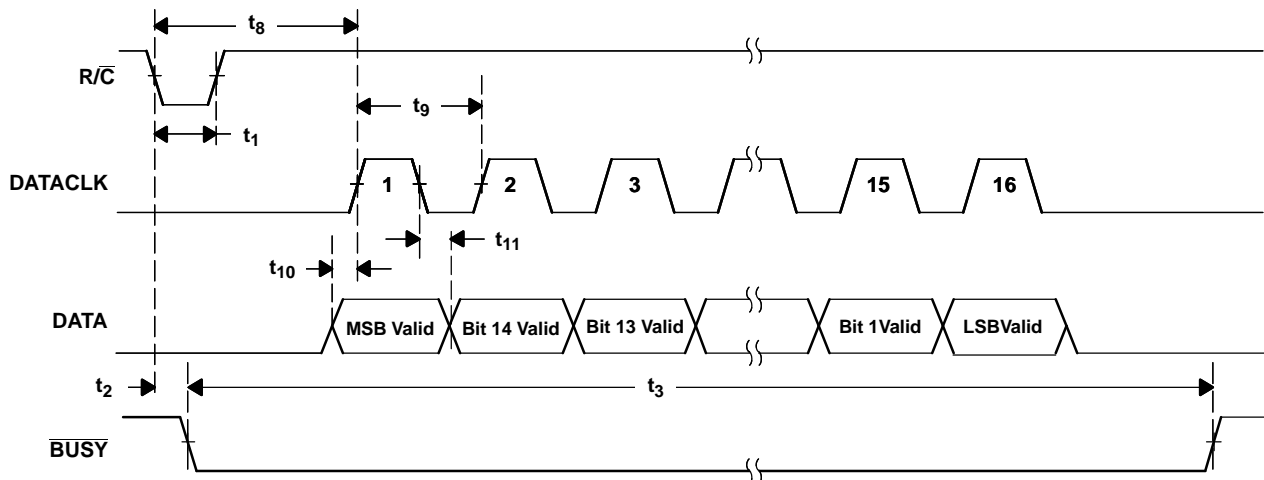 t8
R/C̅
t9
t1
DATACLK
1 2 3 15 16
t11
t10
DATA
MSB Valid Bit 14 Valid Bit 13 Valid Bit 1Valid LSBValid
t2 t3
B̅U̅S̅Y̅